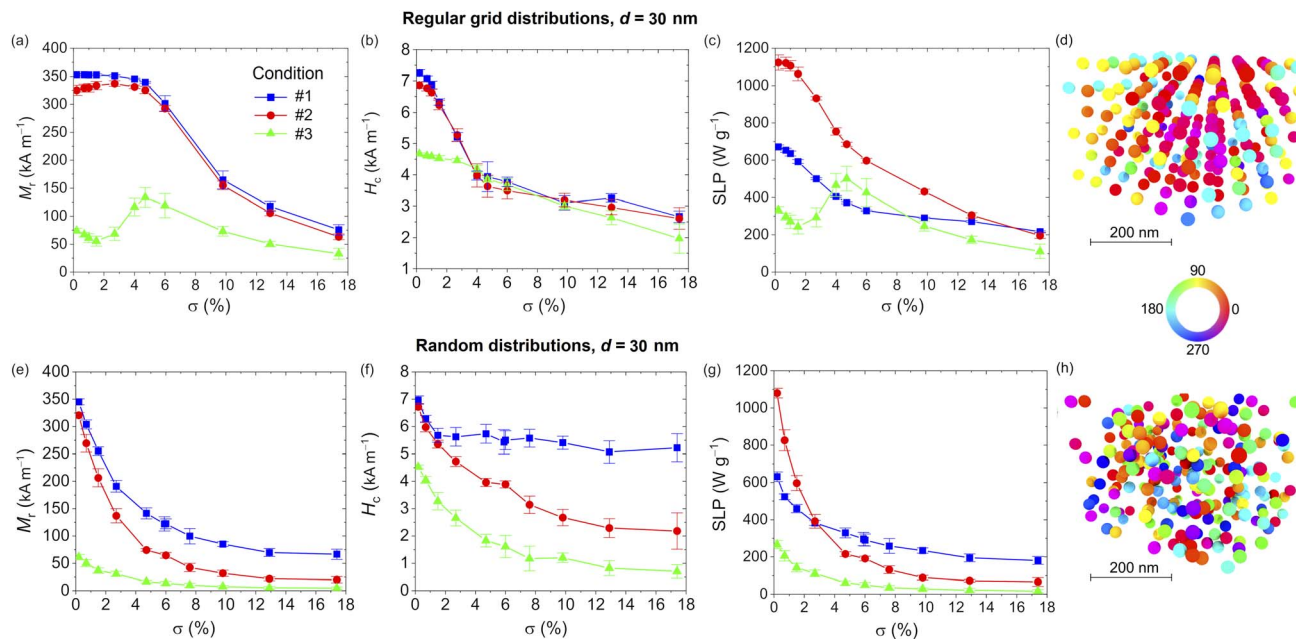 Regular grid distributions, d = 30 nm
(a)
400
350
300
250
200
150
100
50
0
Mr (kA m⁻¹)
0 2 4 6 8 10 12 14 16 18
σ (%)
Condition
#1
#2
#3
(b)
8
7
6
5
4
3
2
1
Hc (kA m⁻¹)
0 2 4 6 8 10 12 14 16 18
σ (%)
(c)
1200
1000
800
600
400
200
0
SLP (W g⁻¹)
0 2 4 6 8 10 12 14 16 18
σ (%)
(d)
200 nm
90
180 0
270
Random distributions, d = 30 nm
(e)
400
350
300
250
200
150
100
50
0
Mr (kA m⁻¹)
0 2 4 6 8 10 12 14 16 18
σ (%)
(f)
8
7
6
5
4
3
2
1
0
Hc (kA m⁻¹)
0 2 4 6 8 10 12 14 16 18
σ (%)
(g)
1200
1000
800
600
400
200
0
SLP (W g⁻¹)
0 2 4 6 8 10 12 14 16 18
σ (%)
(h)
200 nm